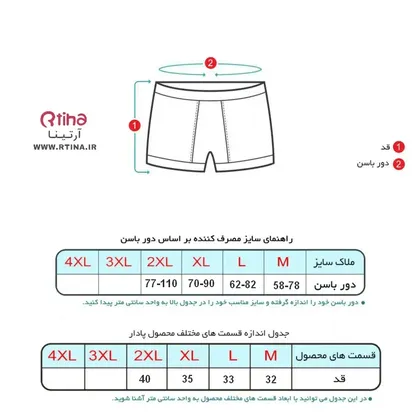 2
Rtina
آرتینا
WWW.RTINA.IR
1
1 قد
2 دور باسن
راهنمای سایز مصرف کننده بر اساس دور باسن
ملاک سایز M L XL 2XL 3XL 4XL
دور باسن 58-78 62-82 70-90 77-110
دور باسن خود را اندازه گرفته و سایز مناسب خود را در جدول بالا به واحد سانتی متر پیدا کنید.
جدول اندازه قسمت های مختلف محصول پادار
قسمت های محصول M L XL 2XL 3XL 4XL
قد 32 33 35 40
در این جدول می توانید با ابعاد قسمت های مختلف محصول به واحد سانتی متر آشنا شوید.